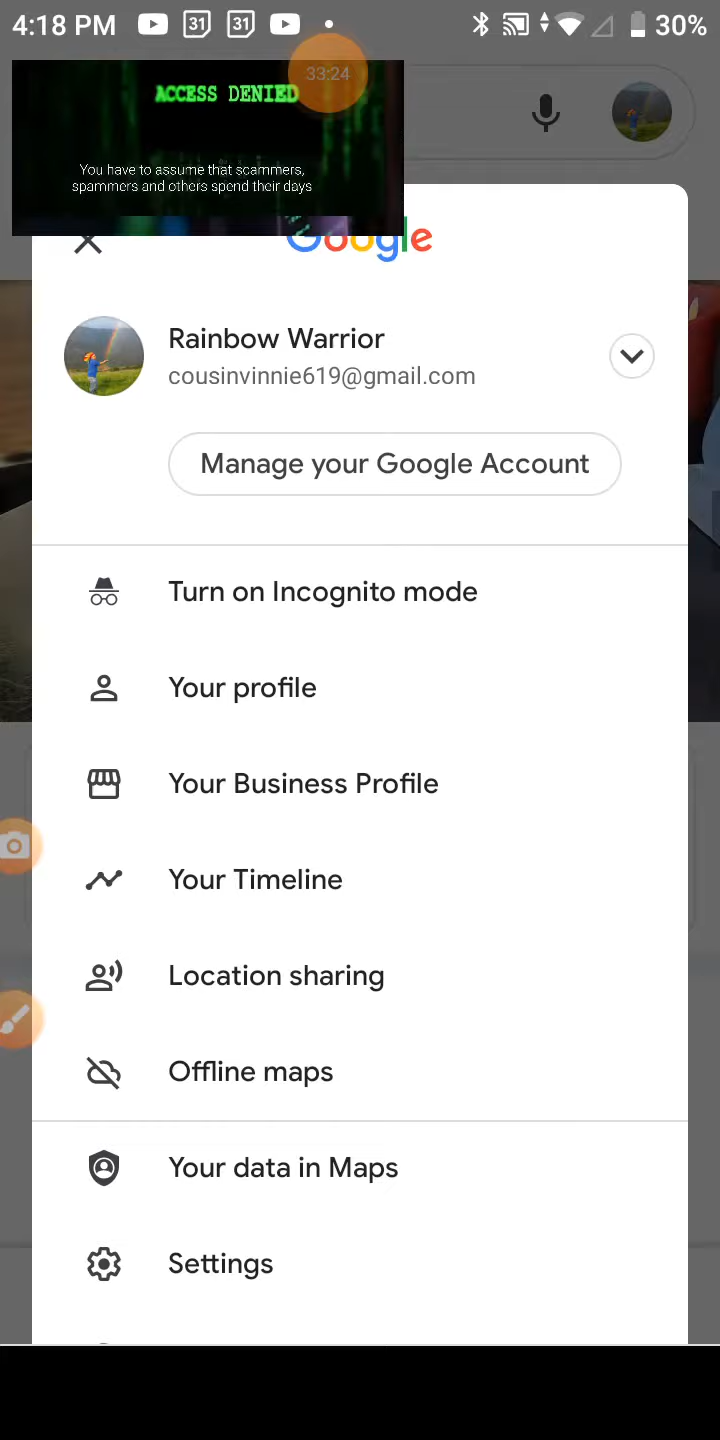 4:18 PM
31
31
30%
33:24
ACCESS DENIED
You have to assume that scammers,
spammers and others spend their days
Google
Rainbow Warrior
cousinvinnie619@gmail.com
Manage your Google Account
Turn on Incognito mode
Your profile
Your Business Profile
Your Timeline
Location sharing
Offline maps
Your data in Maps
Settings